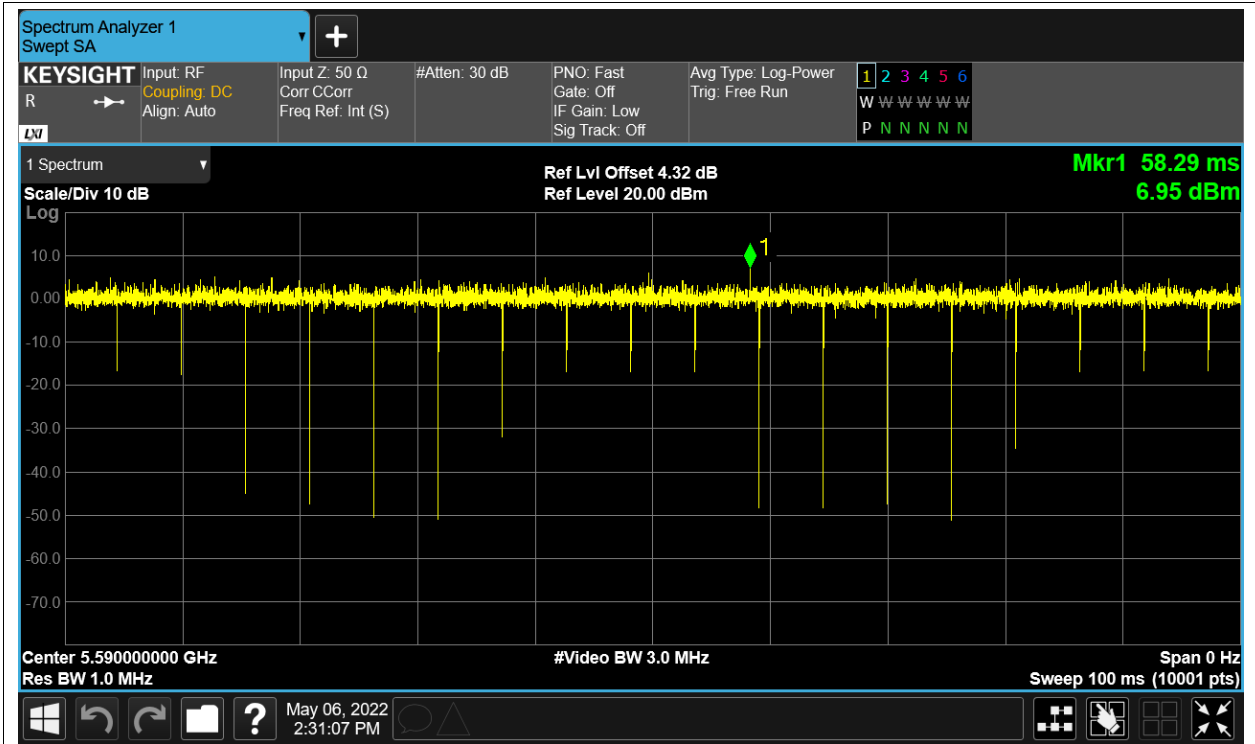 Spectrum Analyzer 1
Swept SA
+
KEYSIGHT
R
LXI
Input: RF
Coupling: DC
Align: Auto
Input Z: 50 Ω
Corr CCorr
Freq Ref: Int (S)
#Atten: 30 dB
PNO: Fast
Gate: Off
IF Gain: Low
Sig Track: Off
Avg Type: Log-Power
Trig: Free Run
1 2 3 4 5 6
W W W W W W
P N N N N N
1 Spectrum
Scale/Div 10 dB
Ref Lvl Offset 4.32 dB
Ref Level 20.00 dBm
Mkr1 58.29 ms
6.95 dBm
Log
1
10.0
0.00
-10.0
-20.0
-30.0
-40.0
-50.0
-60.0
-70.0
Center 5.590000000 GHz
#Video BW 3.0 MHz
Span 0 Hz
Res BW 1.0 MHz
Sweep 100 ms (10001 pts)
?
May 06, 2022
2:31:07 PM